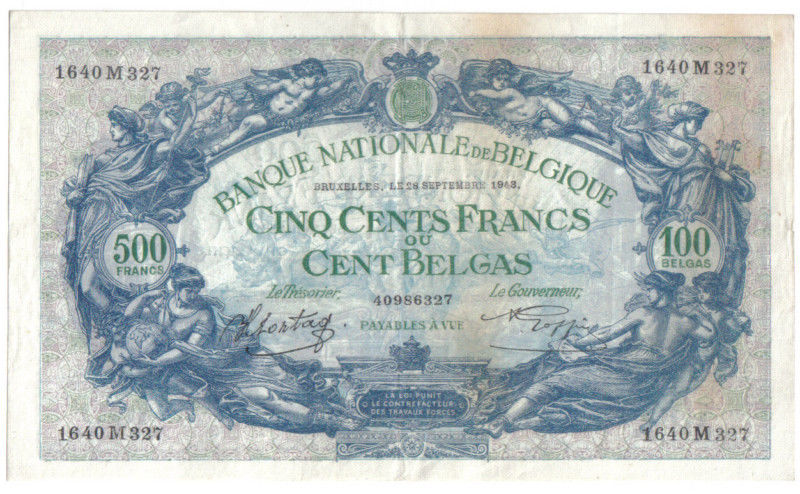 1640 M 327 1640 M 327
BANQUE NATIONALE DE BELGIQUE
BRUXELLES, LE 28 SEPTEMBRE 1943.
CINQ CENTS FRANCS
OU
CENT BELGAS
500
FRANCS
100
BELGAS
Le Trésorier, 40986327 Le Gouverneur,
PAYABLES À VUE
LA LOI PUNIT
LE CONTREFACTEUR
DES TRAVAUX FORCÉS
1640 M 327 1640 M 327